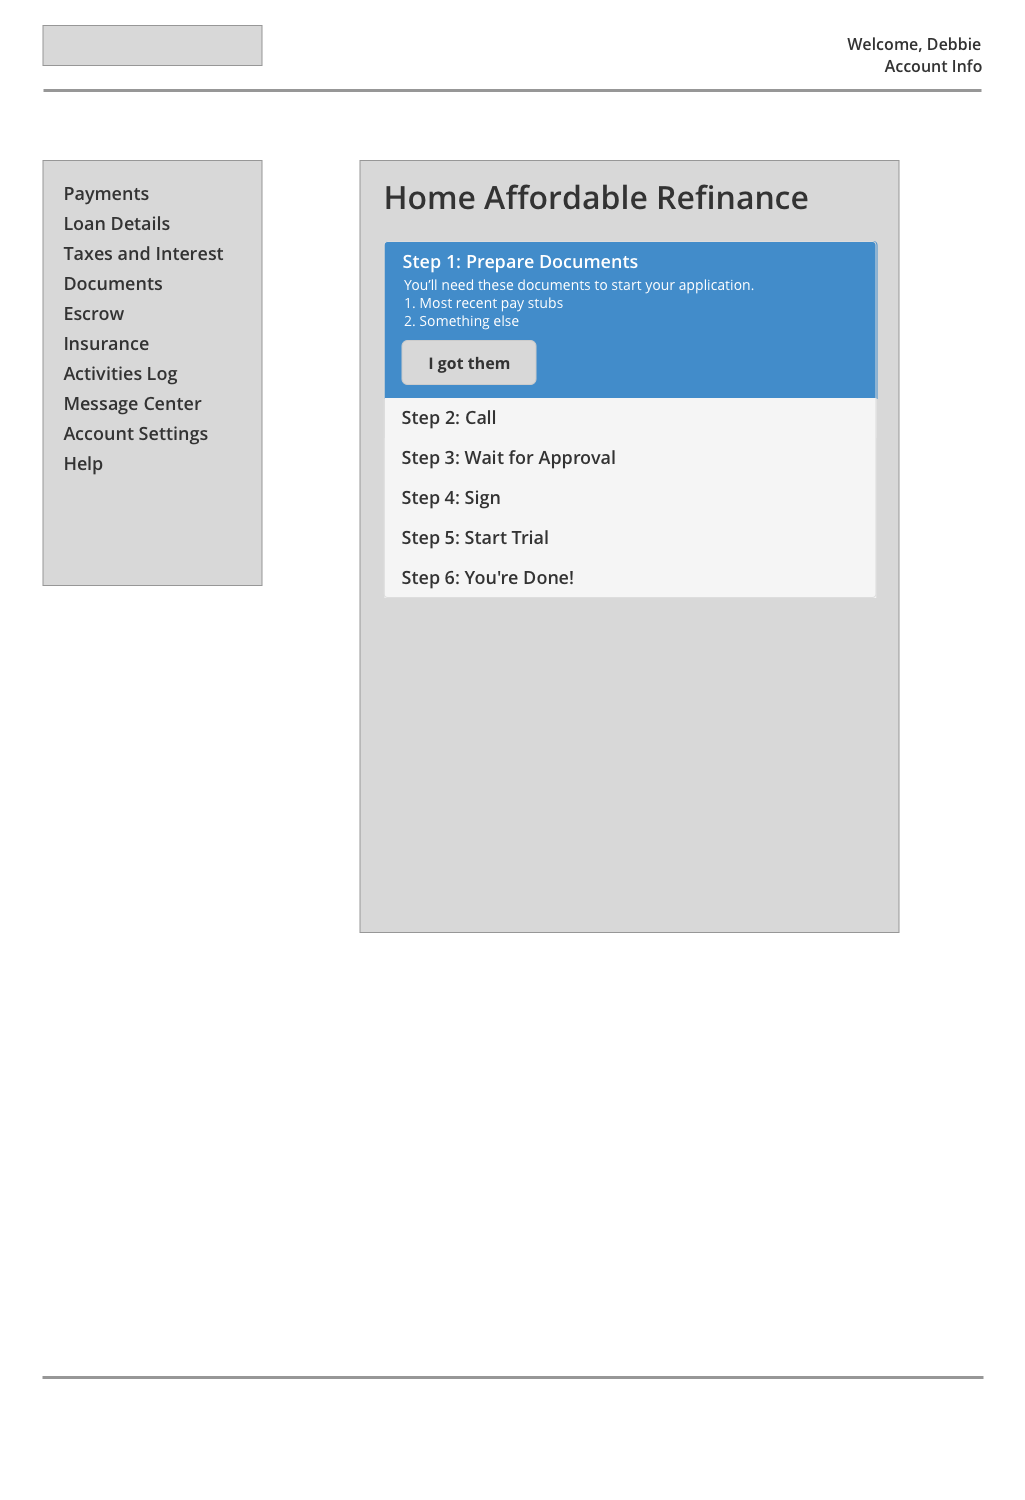 Welcome, Debbie
Account Info
Payments
Loan Details
Taxes and Interest
Documents
Escrow
Insurance
Activities Log
Message Center
Account Settings
Help
Home Affordable Refinance
Step 1: Prepare Documents
You’ll need these documents to start your application.
1. Most recent pay stubs
2. Something else
I got them
Step 2: Call
Step 3: Wait for Approval
Step 4: Sign
Step 5: Start Trial
Step 6: You're Done!